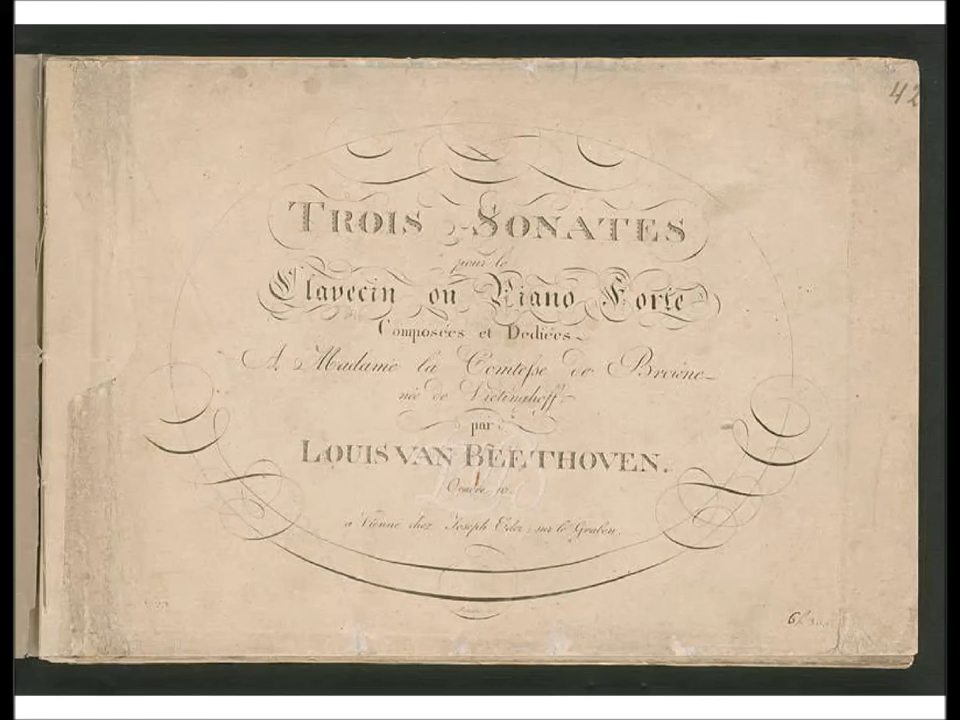 42
TROIS SONATES
pour le
Clavecin ou Piano Forte
Composées et Dediées
A Madame la Comtesse de Browne
née de Vietinghoff
par
LOUIS VAN BEETHOVEN.
Oeuvre 10.
à Vienne chez Joseph Eder sur le Graben.